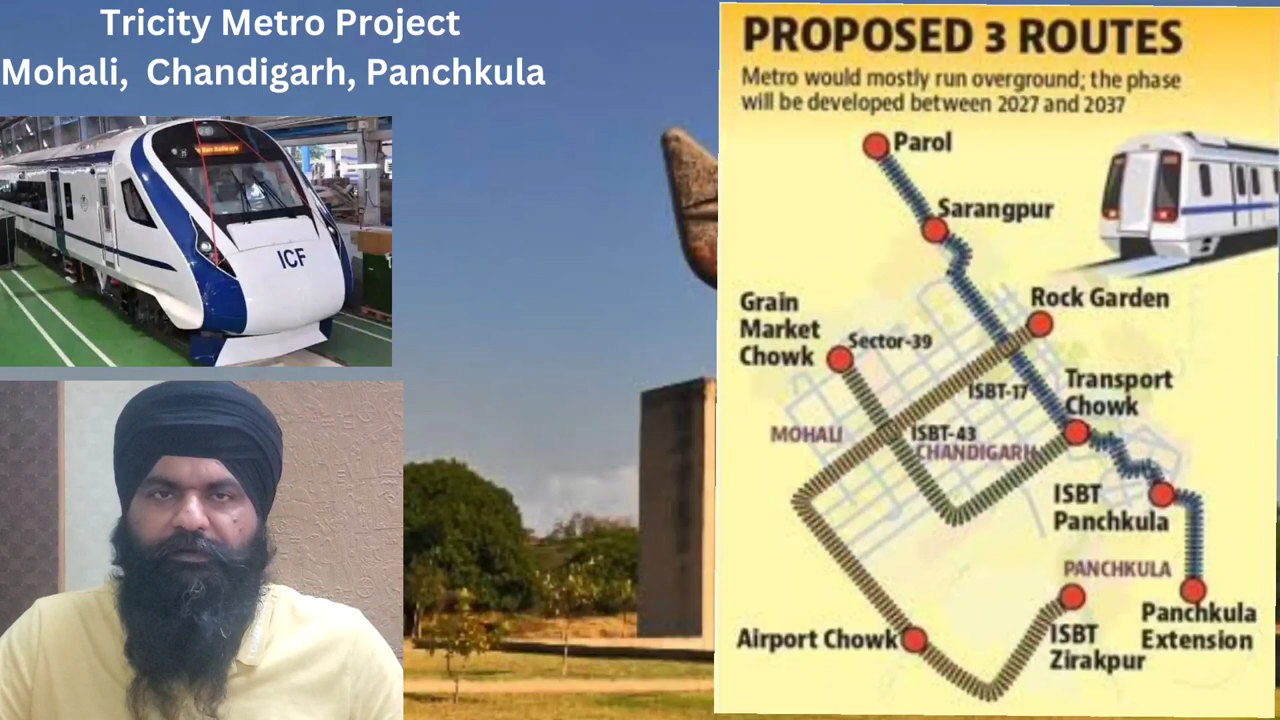 Tricity Metro Project
Mohali, Chandigarh, Panchkula
ICF
PROPOSED 3 ROUTES
Metro would mostly run overground; the phase
will be developed between 2027 and 2037
Parol
Sarangpur
Rock Garden
Grain
Market
Chowk
Sector-39
ISBT-17
Transport
Chowk
MOHALI
ISBT-43
CHANDIGARH
ISBT
Panchkula
PANCHKULA
Panchkula
Extension
Airport Chowk
ISBT
Zirakpur